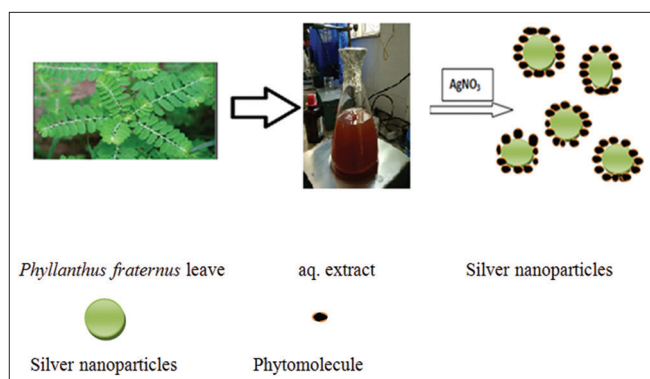 AgNO₃
Phyllanthus fraternus leave
aq. extract
Silver nanoparticles
Silver nanoparticles
Phytomolecule